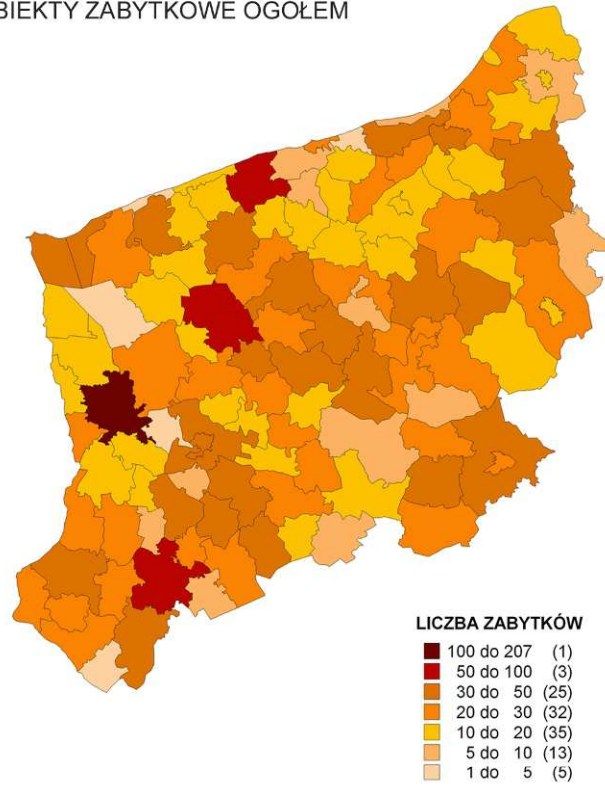 BIEKTY ZABYTKOWE OGÓŁEM
LICZBA ZABYTKÓW
100 do 207 (1)
50 do 100 (3)
30 do 50 (25)
20 do 30 (32)
10 do 20 (35)
5 do 10 (13)
1 do 5 (5)